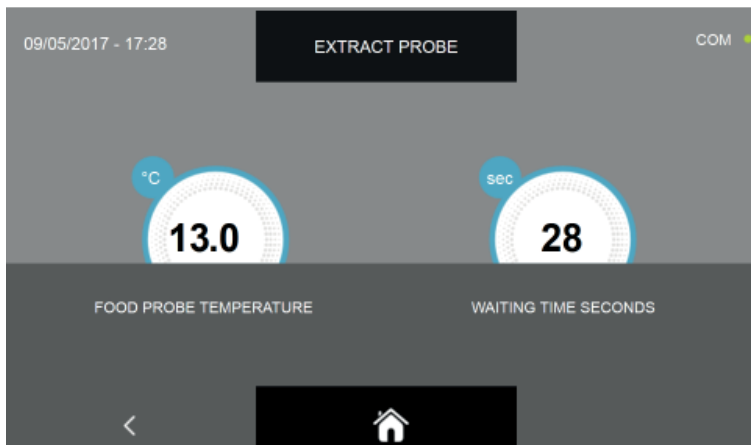 09/05/2017 - 17:28
EXTRACT PROBE
COM
°C
sec
13.0
28
FOOD PROBE TEMPERATURE
WAITING TIME SECONDS